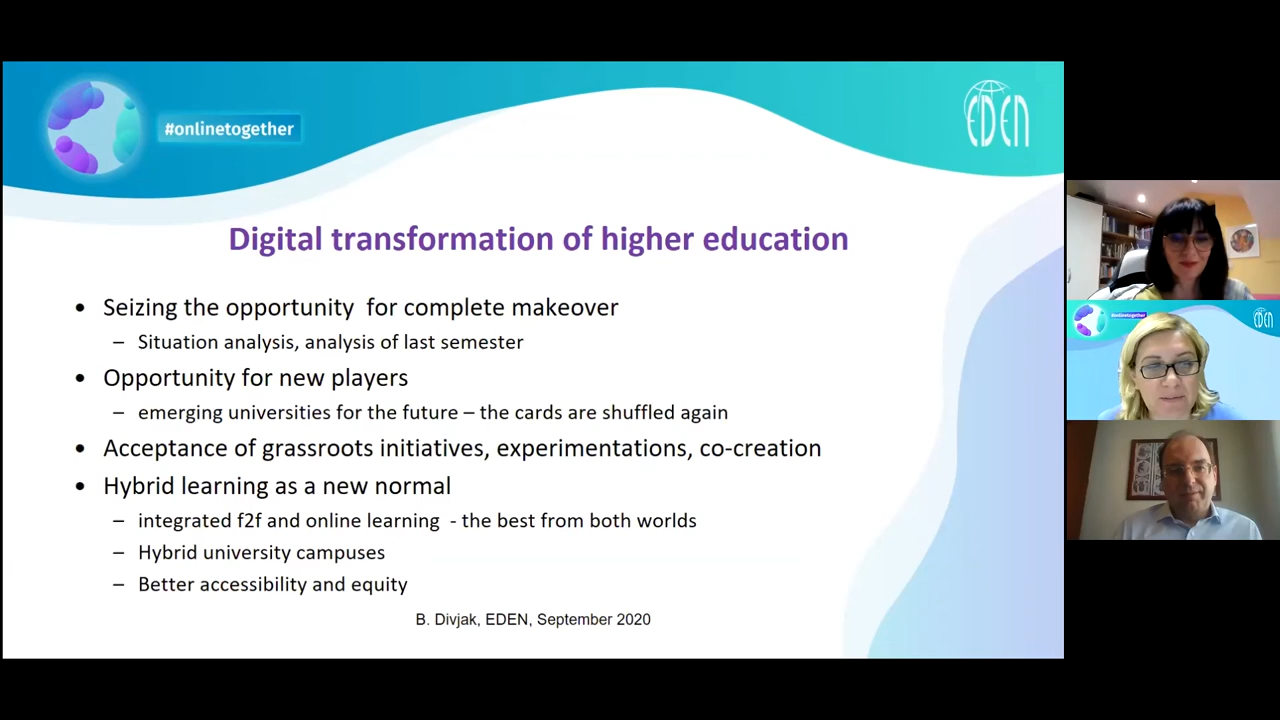 #onlinetogether
EDEN
Digital transformation of higher education
• Seizing the opportunity for complete makeover
– Situation analysis, analysis of last semester
• Opportunity for new players
– emerging universities for the future – the cards are shuffled again
• Acceptance of grassroots initiatives, experimentations, co-creation
• Hybrid learning as a new normal
– integrated f2f and online learning - the best from both worlds
– Hybrid university campuses
– Better accessibility and equity
B. Divjak, EDEN, September 2020
#onlinetogether
EDEN